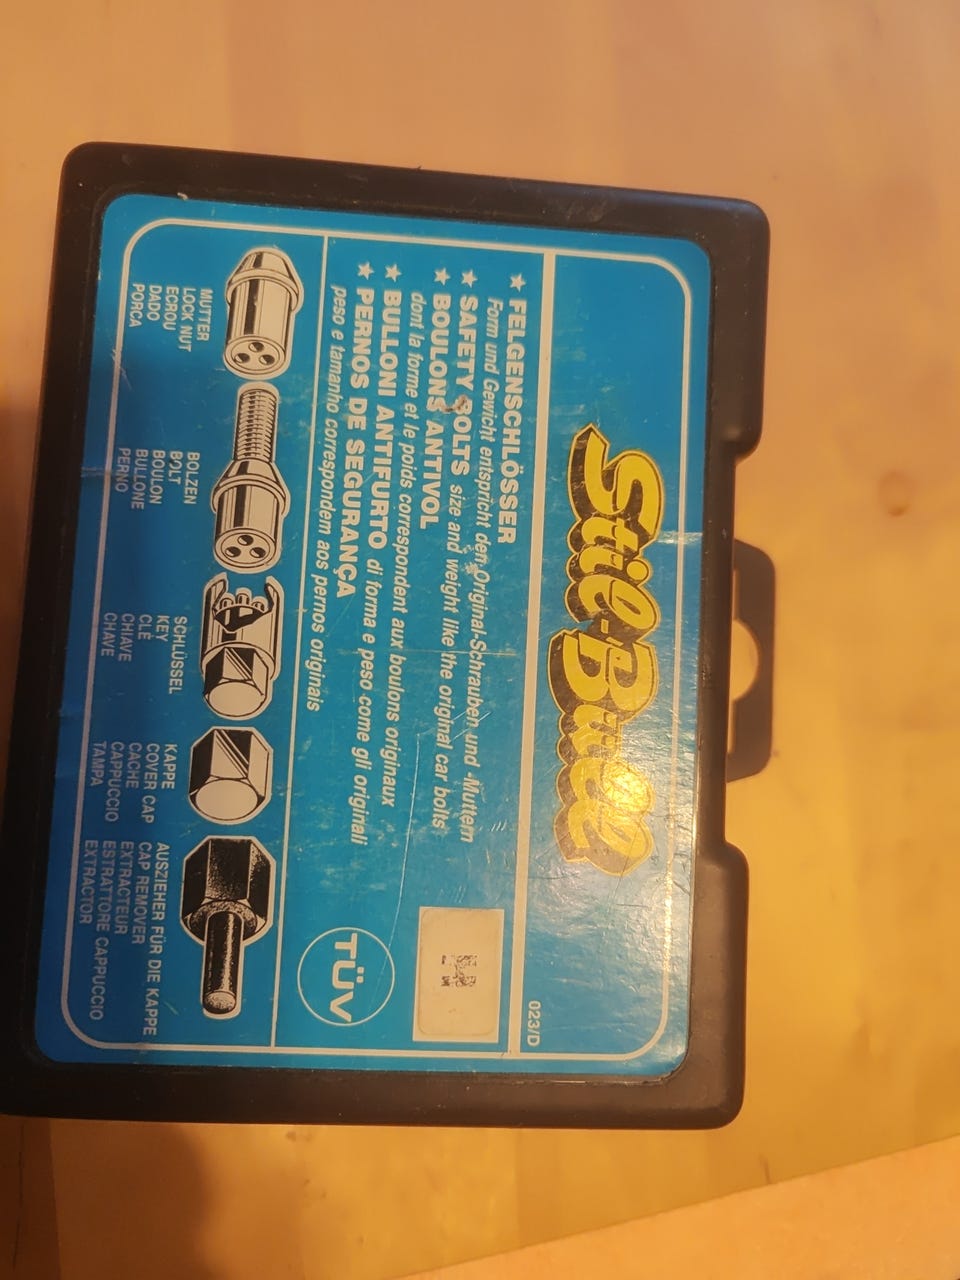 Stil-Bull
023/D
★ FELGENSCHLÖSSER
Form und Gewicht entspricht den Original-Schrauben und -Muttern
★ SAFETY BOLTS size and weight like the original car bolts
★ BOULONS ANTIVOL
dont la forme et le poids correspondent aux boulons originaux
★ BULLONI ANTIFURTO di forma e peso come gli originali
★ PERNOS DE SEGURANÇA
peso e tamanho correspondem aos pernos originais
TÜV
MUTTER
LOCK NUT
ECROU
DADO
PORCA
BOLZEN
BOLT
BOULON
BULLONE
PERNO
SCHLÜSSEL
KEY
CLÉ
CHIAVE
CHAVE
KAPPE
COVER CAP
CACHE
CAPPUCCIO
TAMPA
AUSZIEHER FÜR DIE KAPPE
CAP REMOVER
EXTRACTEUR
ESTRATTORE CAPPUCCIO
EXTRACTOR